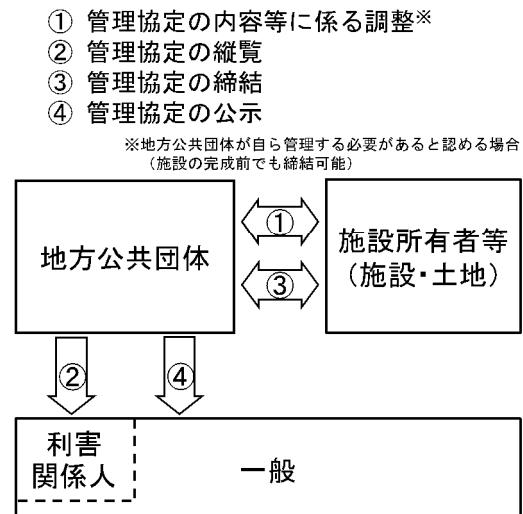 ① 管理協定の内容等に係る調整※
② 管理協定の縦覧
③ 管理協定の締結
④ 管理協定の公示
※地方公共団体が自ら管理する必要があると認める場合
（施設の完成前でも締結可能）
地方公共団体
①
③
施設所有者等
（施設・土地）
②
④
利害
関係人
一般